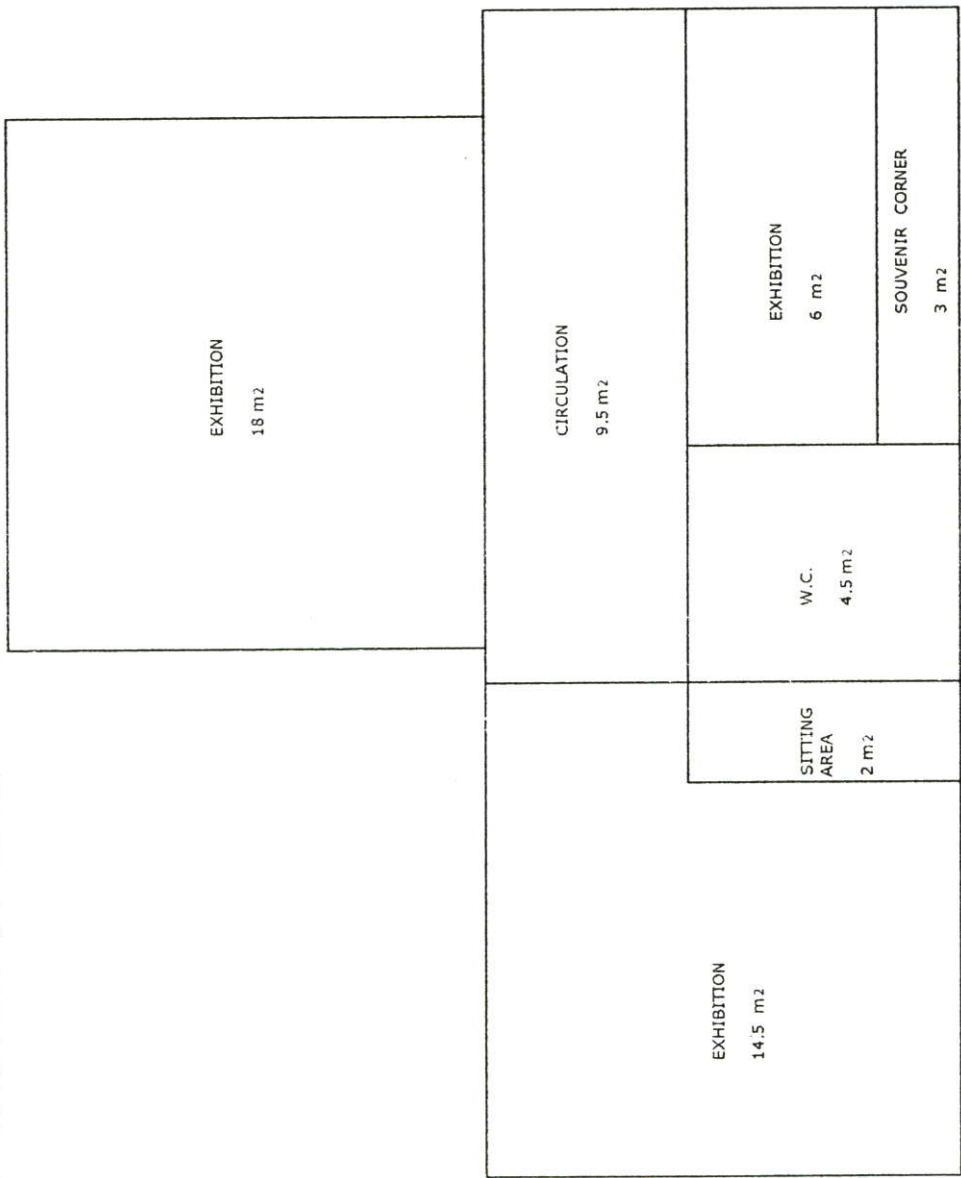 EXHIBITION
18 m2
CIRCULATION
9.5 m2
EXHIBITION
6 m2
SOUVENIR CORNER
3 m2
W.C.
4.5 m2
SITTING
AREA
2 m2
EXHIBITION
14.5 m2